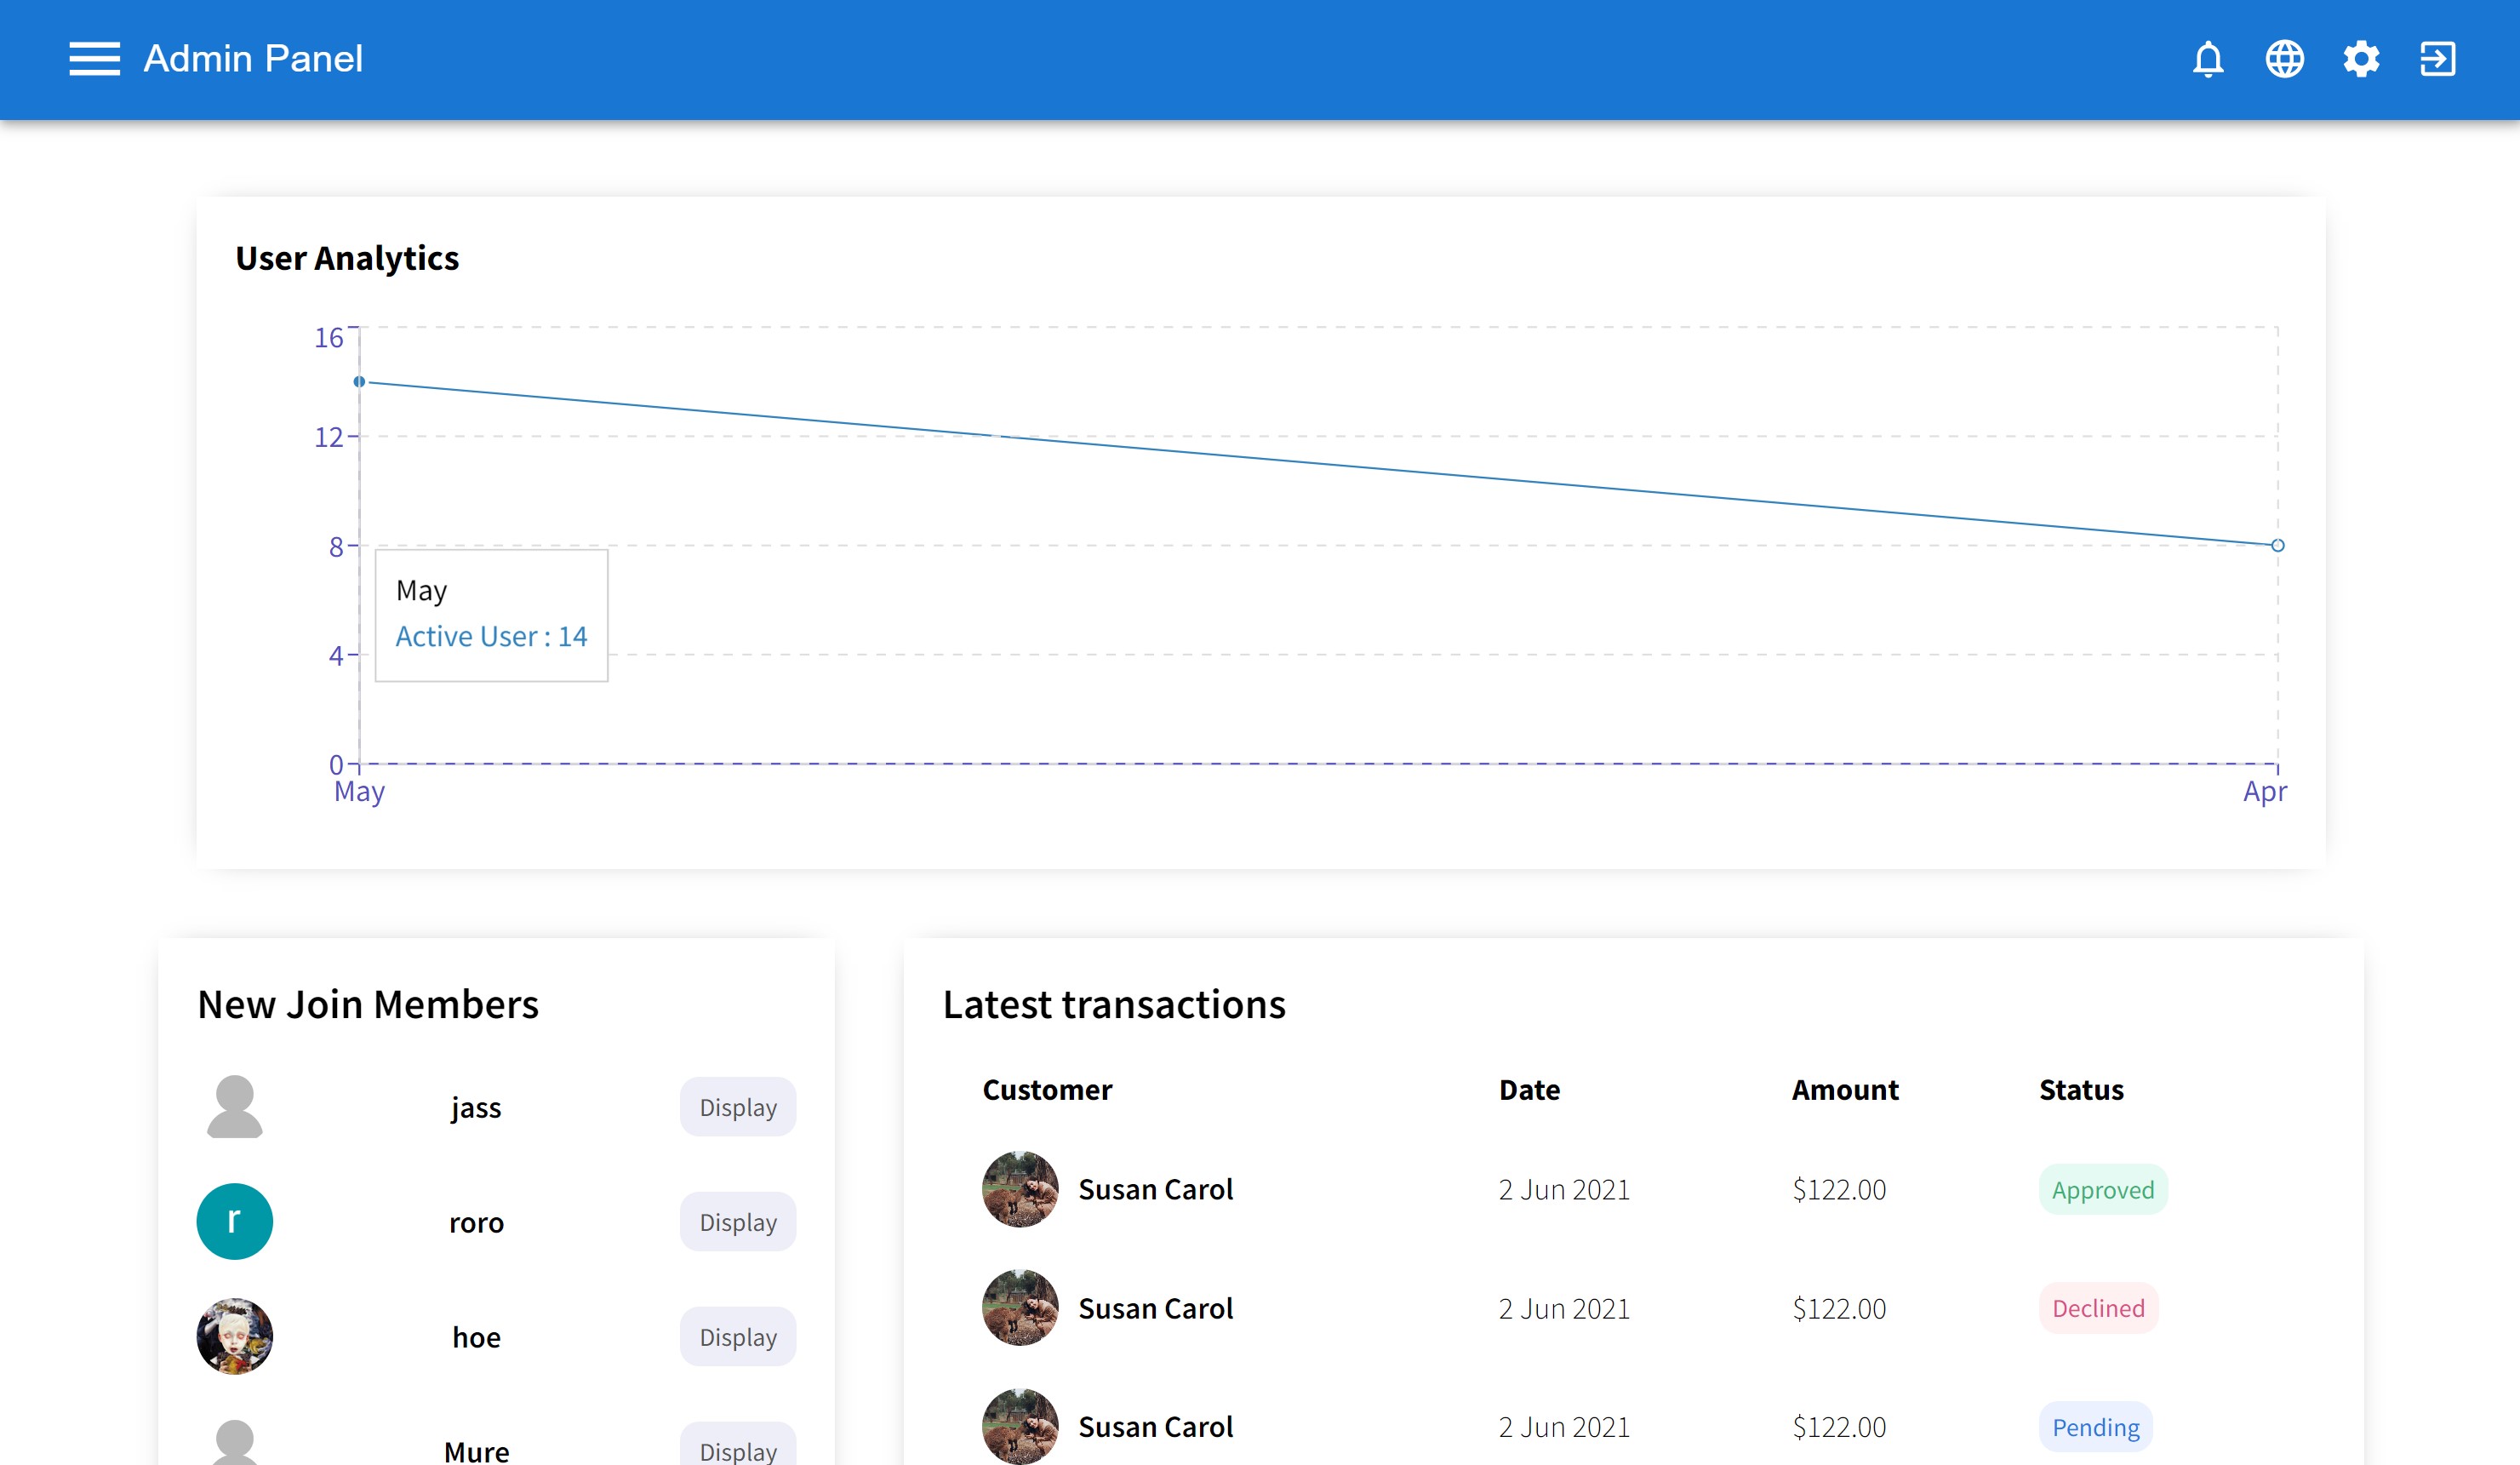 Admin Panel
User Analytics
16
12
8
4
0
May
Active User : 14
May
Apr
New Join Members
jass
Display
r
roro
Display
hoe
Display
Mure
Display
Latest transactions
Customer Date Amount Status
Susan Carol 2 Jun 2021 $122.00 Approved
Susan Carol 2 Jun 2021 $122.00 Declined
Susan Carol 2 Jun 2021 $122.00 Pending